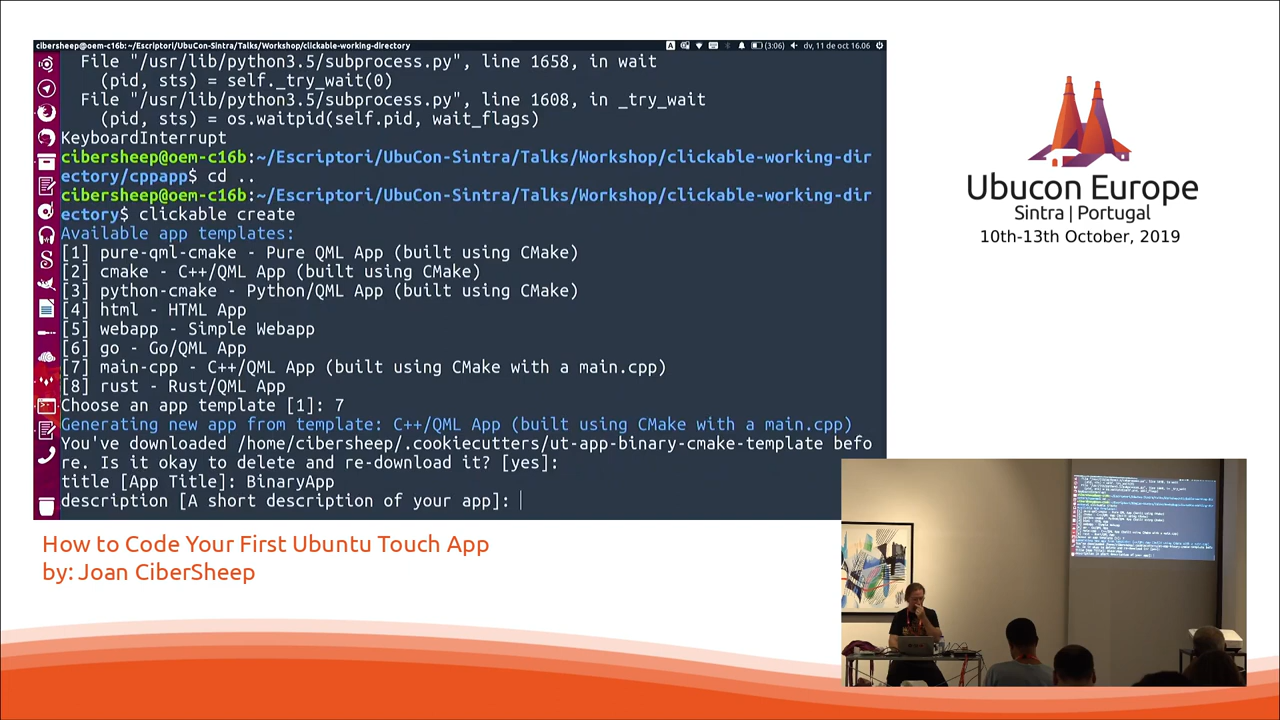 cibersheep@oem-c16b: ~/Escriptori/UbuCon-Sintra/Talks/Workshop/clickable-working-directory
(3:06) dv, 11 de oct 16.06
File "/usr/lib/python3.5/subprocess.py", line 1658, in wait
(pid, sts) = self._try_wait(0)
File "/usr/lib/python3.5/subprocess.py", line 1608, in _try_wait
(pid, sts) = os.waitpid(self.pid, wait_flags)
KeyboardInterrupt
cibersheep@oem-c16b:~/Escriptori/UbuCon-Sintra/Talks/Workshop/clickable-working-dir
ectory/cppapp$ cd ..
cibersheep@oem-c16b:~/Escriptori/UbuCon-Sintra/Talks/Workshop/clickable-working-dir
ectory$ clickable create
Available app templates:
[1] pure-qml-cmake - Pure QML App (built using CMake)
[2] cmake - C++/QML App (built using CMake)
[3] python-cmake - Python/QML App (built using CMake)
[4] html - HTML App
[5] webapp - Simple Webapp
[6] go - Go/QML App
[7] main-cpp - C++/QML App (built using CMake with a main.cpp)
[8] rust - Rust/QML App
Choose an app template [1]: 7
Generating new app from template: C++/QML App (built using CMake with a main.cpp)
You've downloaded /home/cibersheep/.cookiecutters/ut-app-binary-cmake-template befo
re. Is it okay to delete and re-download it? [yes]:
title [App Title]: BinaryApp
description [A short description of your app]:
Ubucon Europe
Sintra | Portugal
10th-13th October, 2019
How to Code Your First Ubuntu Touch App
by: Joan CiberSheep